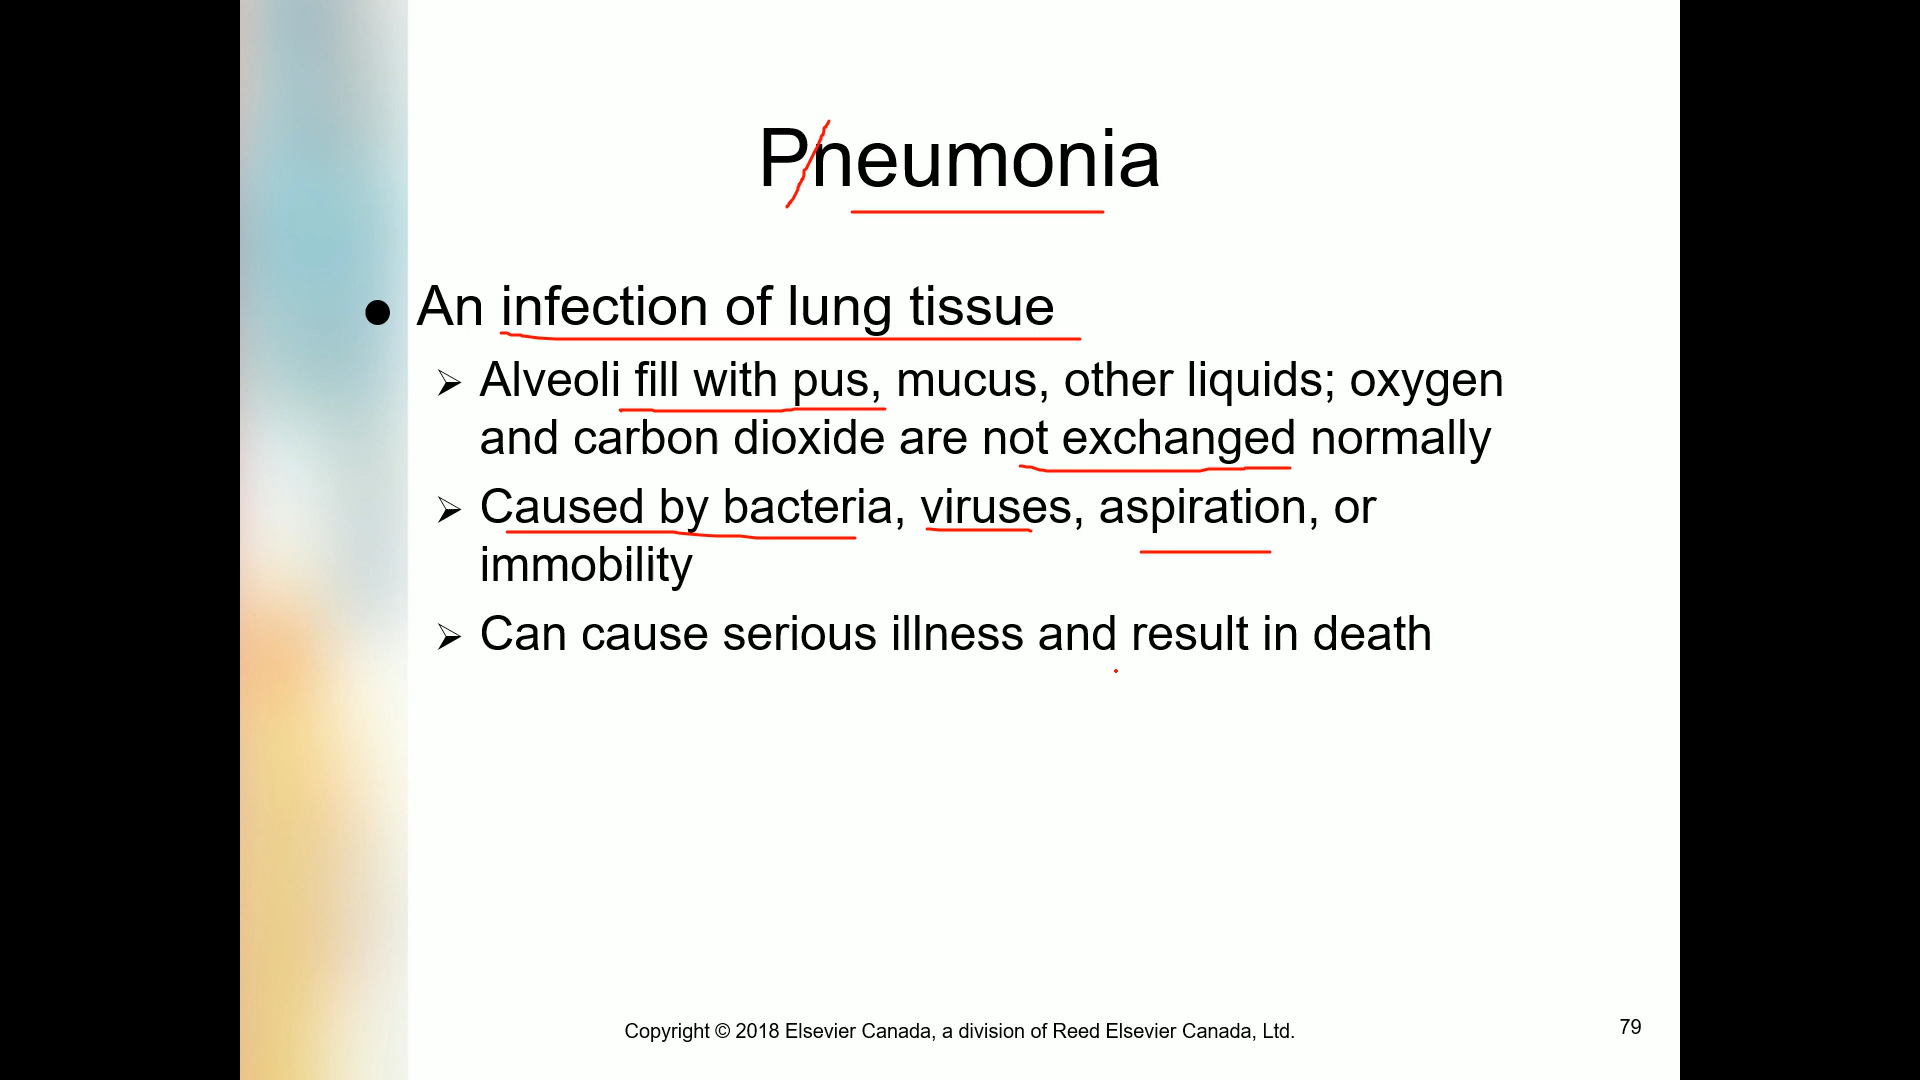 Pneumonia
● An infection of lung tissue
➢ Alveoli fill with pus, mucus, other liquids; oxygen
and carbon dioxide are not exchanged normally
➢ Caused by bacteria, viruses, aspiration, or
immobility
➢ Can cause serious illness and result in death
Copyright © 2018 Elsevier Canada, a division of Reed Elsevier Canada, Ltd.
79